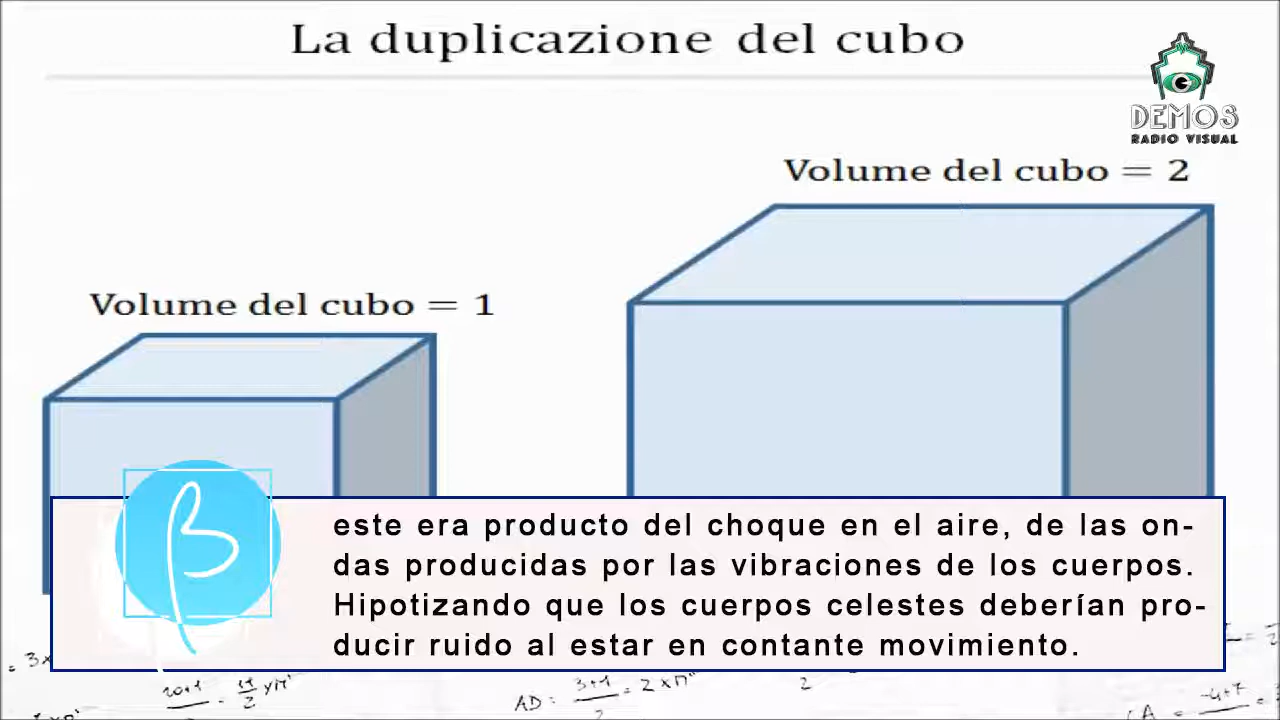 La duplicazione del cubo
DEMOS
RADIO VISUAL
Volume del cubo = 2
Volume del cubo = 1
β
este era producto del choque en el aire, de las on-
das producidas por las vibraciones de los cuerpos.
Hipotizando que los cuerpos celestes deberían pro-
ducir ruido al estar en contante movimiento.
AD =
2